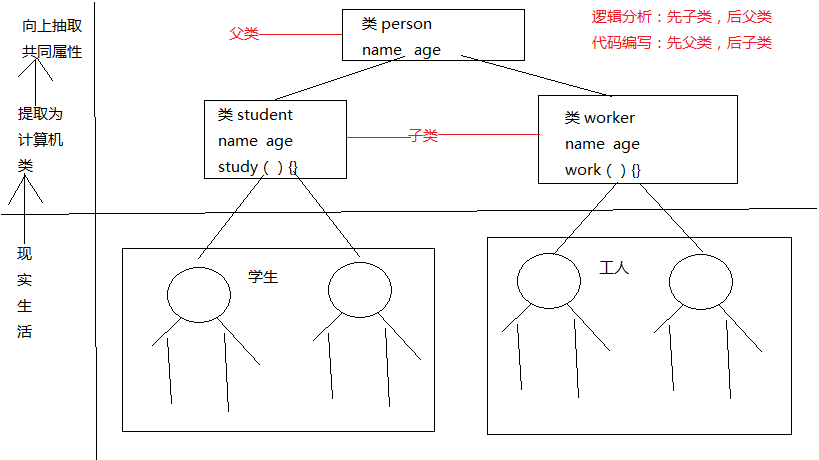 向上抽取
共同属性
提取为
计算机
类
现
实
生
活
父类
类 person
name age
逻辑分析：先子类，后父类
代码编写：先父类，后子类
类 student
name age
study（ ）{}
子类
类 worker
name age
work（ ）{}
学生
工人